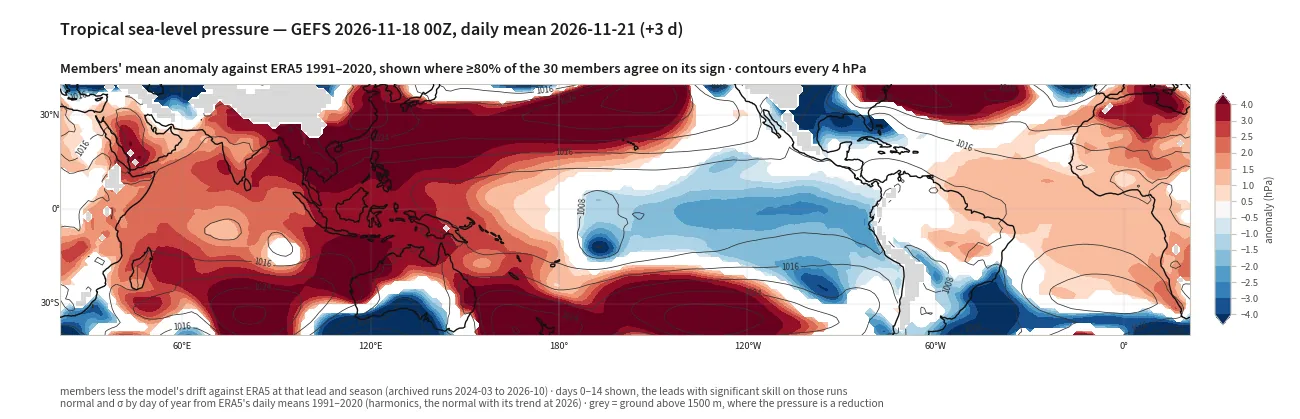 Tropical sea-level pressure — GEFS 2026-11-18 00Z, daily mean 2026-11-21 (+3 d)
Members' mean anomaly against ERA5 1991–2020, shown where ≥80% of the 30 members agree on its sign · contours every 4 hPa
30°N
0°
30°S
60°E
120°E
180°
120°W
60°W
0°
1016
1016
1016
1016
1008
1016
1016
1016
1008
4.0
3.0
2.5
2.0
1.5
1.0
0.5
−0.5
−1.0
−1.5
−2.0
−2.5
−3.0
−4.0
anomaly (hPa)
members less the model's drift against ERA5 at that lead and season (archived runs 2024-03 to 2026-10) · days 0–14 shown, the leads with significant skill on those runs
normal and σ by day of year from ERA5's daily means 1991–2020 (harmonics, the normal with its trend at 2026) · grey = ground above 1500 m, where the pressure is a reduction